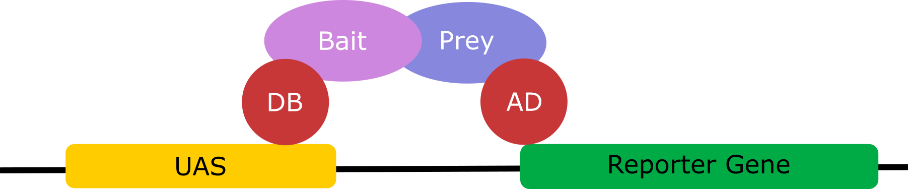 Bait
Prey
DB
AD
UAS
Reporter Gene